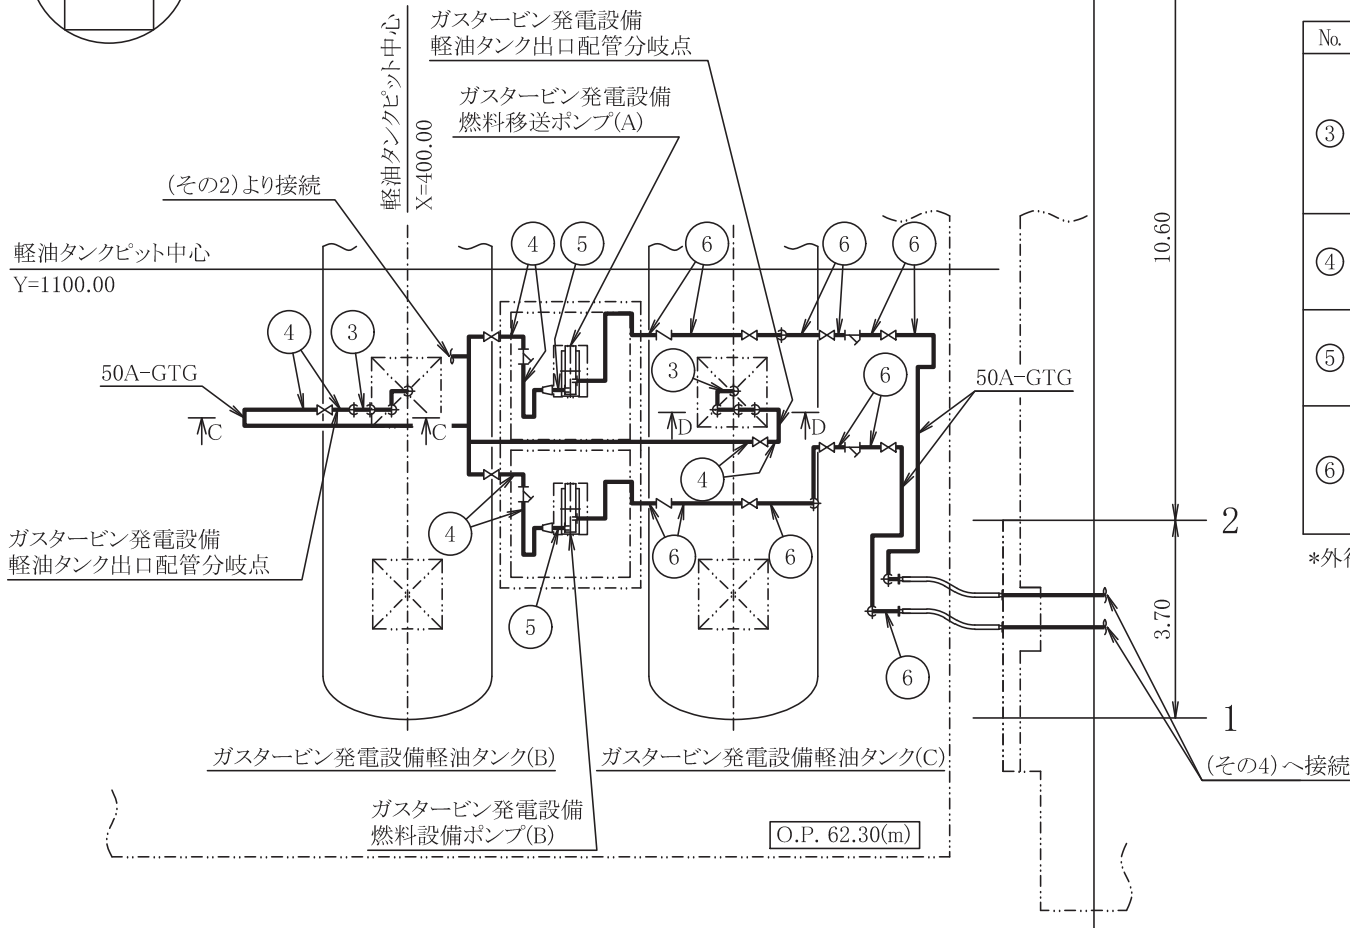 ガスタービン発電設備
軽油タンク出口配管分岐点
軽油タンクピット中心
X=400.00
ガスタービン発電設備
燃料移送ポンプ(A)
(その2)より接続
軽油タンクピット中心
Y=1100.00
No.
③
④
⑤
⑥
*外径
10.60
3.70
2
1
4
5
6
6
6
4
3
3
6
50A-GTG
50A-GTG
C
C
D
D
4
4
6
6
5
6
ガスタービン発電設備
軽油タンク出口配管分岐点
ガスタービン発電設備軽油タンク(B)
ガスタービン発電設備軽油タンク(C)
(その4)へ接続
ガスタービン発電設備
燃料設備ポンプ(B)
O.P. 62.30(m)